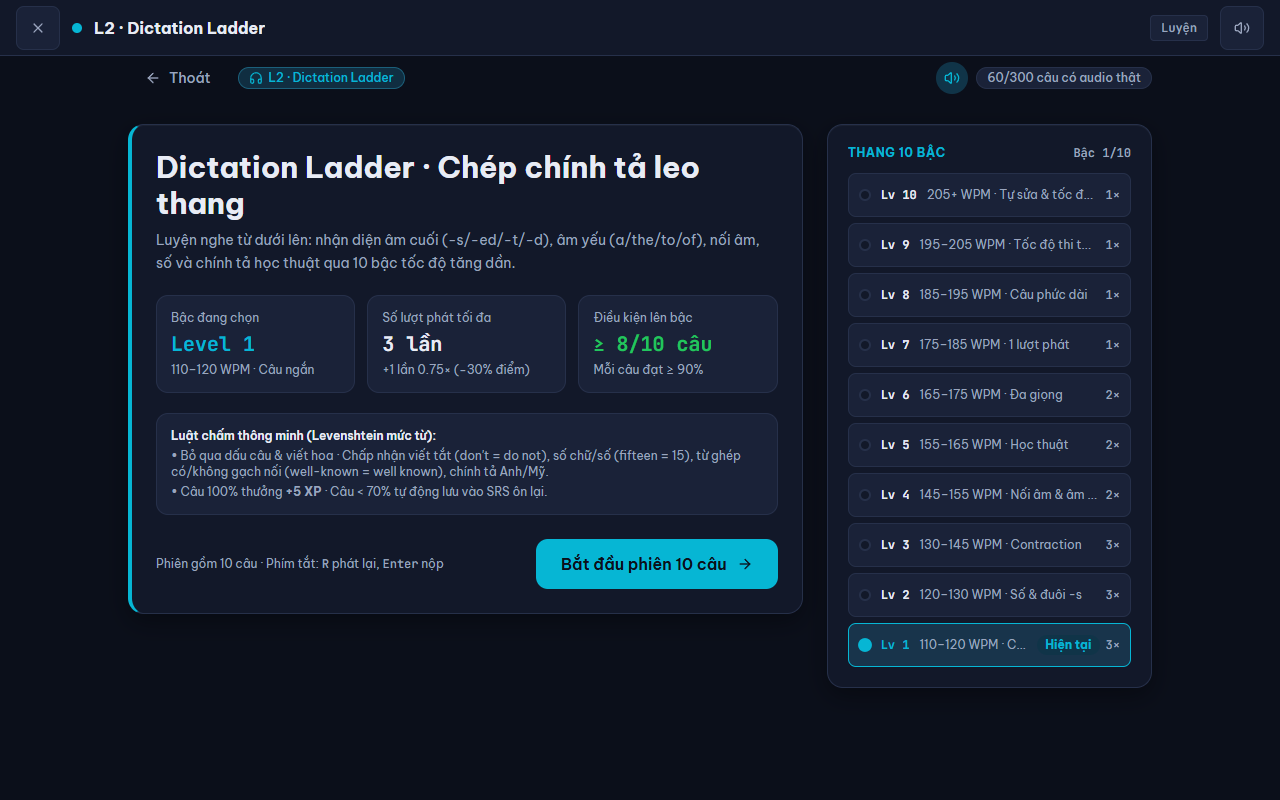 L2 · Dictation Ladder
Luyện
Thoát
L2 · Dictation Ladder
60/300 câu có audio thật
Dictation Ladder · Chép chính tả leo
thang
Luyện nghe từ dưới lên: nhận diện âm cuối (-s/-ed/-t/-d), âm yếu (a/the/to/of), nối âm,
số và chính tả học thuật qua 10 bậc tốc độ tăng dần.
Bậc đang chọn
Level 1
110–120 WPM · Câu ngắn
Số lượt phát tối đa
3 lần
+1 lần 0.75× (−30% điểm)
Điều kiện lên bậc
≥ 8/10 câu
Mỗi câu đạt ≥ 90%
Luật chấm thông minh (Levenshtein mức từ):
• Bỏ qua dấu câu & viết hoa · Chấp nhận viết tắt (don't = do not), số chữ/số (fifteen = 15), từ ghép
có/không gạch nối (well-known = well known), chính tả Anh/Mỹ.
• Câu 100% thưởng +5 XP · Câu < 70% tự động lưu vào SRS ôn lại.
Phiên gồm 10 câu · Phím tắt: R phát lại, Enter nộp
Bắt đầu phiên 10 câu →
THANG 10 BẬC
Bậc 1/10
Lv 10 205+ WPM · Tự sửa & tốc đ... 1×
Lv 9 195–205 WPM · Tốc độ thi t... 1×
Lv 8 185–195 WPM · Câu phức dài 1×
Lv 7 175–185 WPM · 1 lượt phát 1×
Lv 6 165–175 WPM · Đa giọng 2×
Lv 5 155–165 WPM · Học thuật 2×
Lv 4 145–155 WPM · Nối âm & âm ... 2×
Lv 3 130–145 WPM · Contraction 3×
Lv 2 120–130 WPM · Số & đuôi -s 3×
Lv 1 110–120 WPM · C... Hiện tại 3×